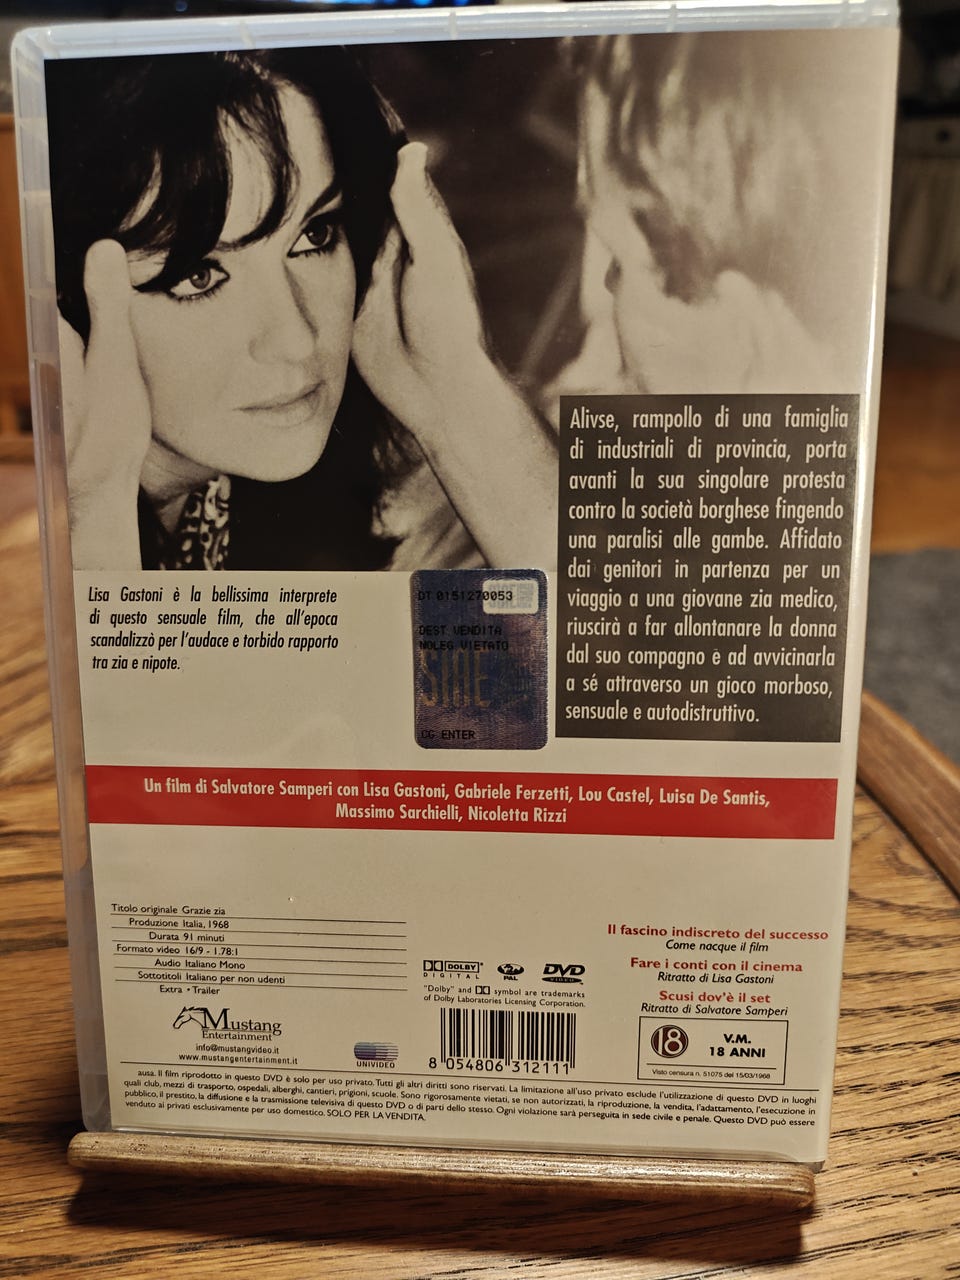 Alivse, rampollo di una famiglia
di industriali di provincia, porta
avanti la sua singolare protesta
contro la società borghese fingendo
una paralisi alle gambe. Affidato
dai genitori in partenza per un
viaggio a una giovane zia medico,
riuscirà a far allontanare la donna
dal suo compagno e ad avvicinarla
a sé attraverso un gioco morboso,
sensuale e autodistruttivo.
Lisa Gastoni è la bellissima interprete
di questo sensuale film, che all'epoca
scandalizzò per l'audace e torbido rapporto
tra zia e nipote.
DT 0151270053
DEST VENDITA
NOLEG VIETATO
SIAE
CG ENTER
Un film di Salvatore Samperi con Lisa Gastoni, Gabriele Ferzetti, Lou Castel, Luisa De Santis,
Massimo Sarchielli, Nicoletta Rizzi
Titolo originale Grazie zia
Produzione Italia, 1968
Durata 91 minuti
Formato video 16/9 - 1.78:1
Audio Italiano Mono
Sottotitoli Italiano per non udenti
Extra • Trailer
Mustang
Entertainment
info@mustangvideo.it
www.mustangentertainment.it
UNIVIDEO
DOLBY
DIGITAL
PAL
DVD
VIDEO
"Dolby" and symbol are trademarks
of Dolby Laboratories Licensing Corporation.
8 054806 312111
Il fascino indiscreto del successo
Come nacque il film
Fare i conti con il cinema
Ritratto di Lisa Gastoni
Scusi dov'è il set
Ritratto di Salvatore Samperi
18
V.M.
18 ANNI
Visto censura n. 51075 del 15/03/1968
ausa. Il film riprodotto in questo DVD è solo per uso privato. Tutti gli altri diritti sono riservati. La limitazione all'uso privato esclude l'utilizzazione di questo DVD in luoghi
quali club, mezzi di trasporto, ospedali, alberghi, cantieri, prigioni, scuole. Sono rigorosamente vietati, se non autorizzati, la riproduzione, la vendita, l'adattamento, l'esecuzione in
pubblico, il prestito, la diffusione e la trasmissione televisiva di questo DVD o di parti dello stesso. Ogni violazione sarà perseguita in sede civile e penale. Questo DVD può essere
venduto ai privati esclusivamente per uso domestico. SOLO PER LA VENDITA.